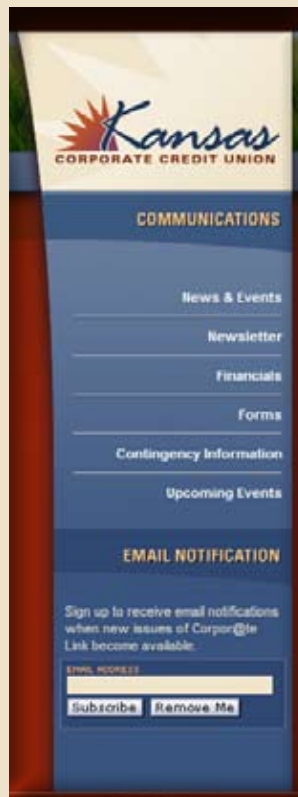 Kansas
CORPORATE CREDIT UNION
COMMUNICATIONS
News & Events
Newsletter
Financials
Forms
Contingency Information
Upcoming Events
EMAIL NOTIFICATION
Sign up to receive email notifications
when new issues of Corpor@te
Link become available.
EMAIL ADDRESS
Subscribe Remove Me